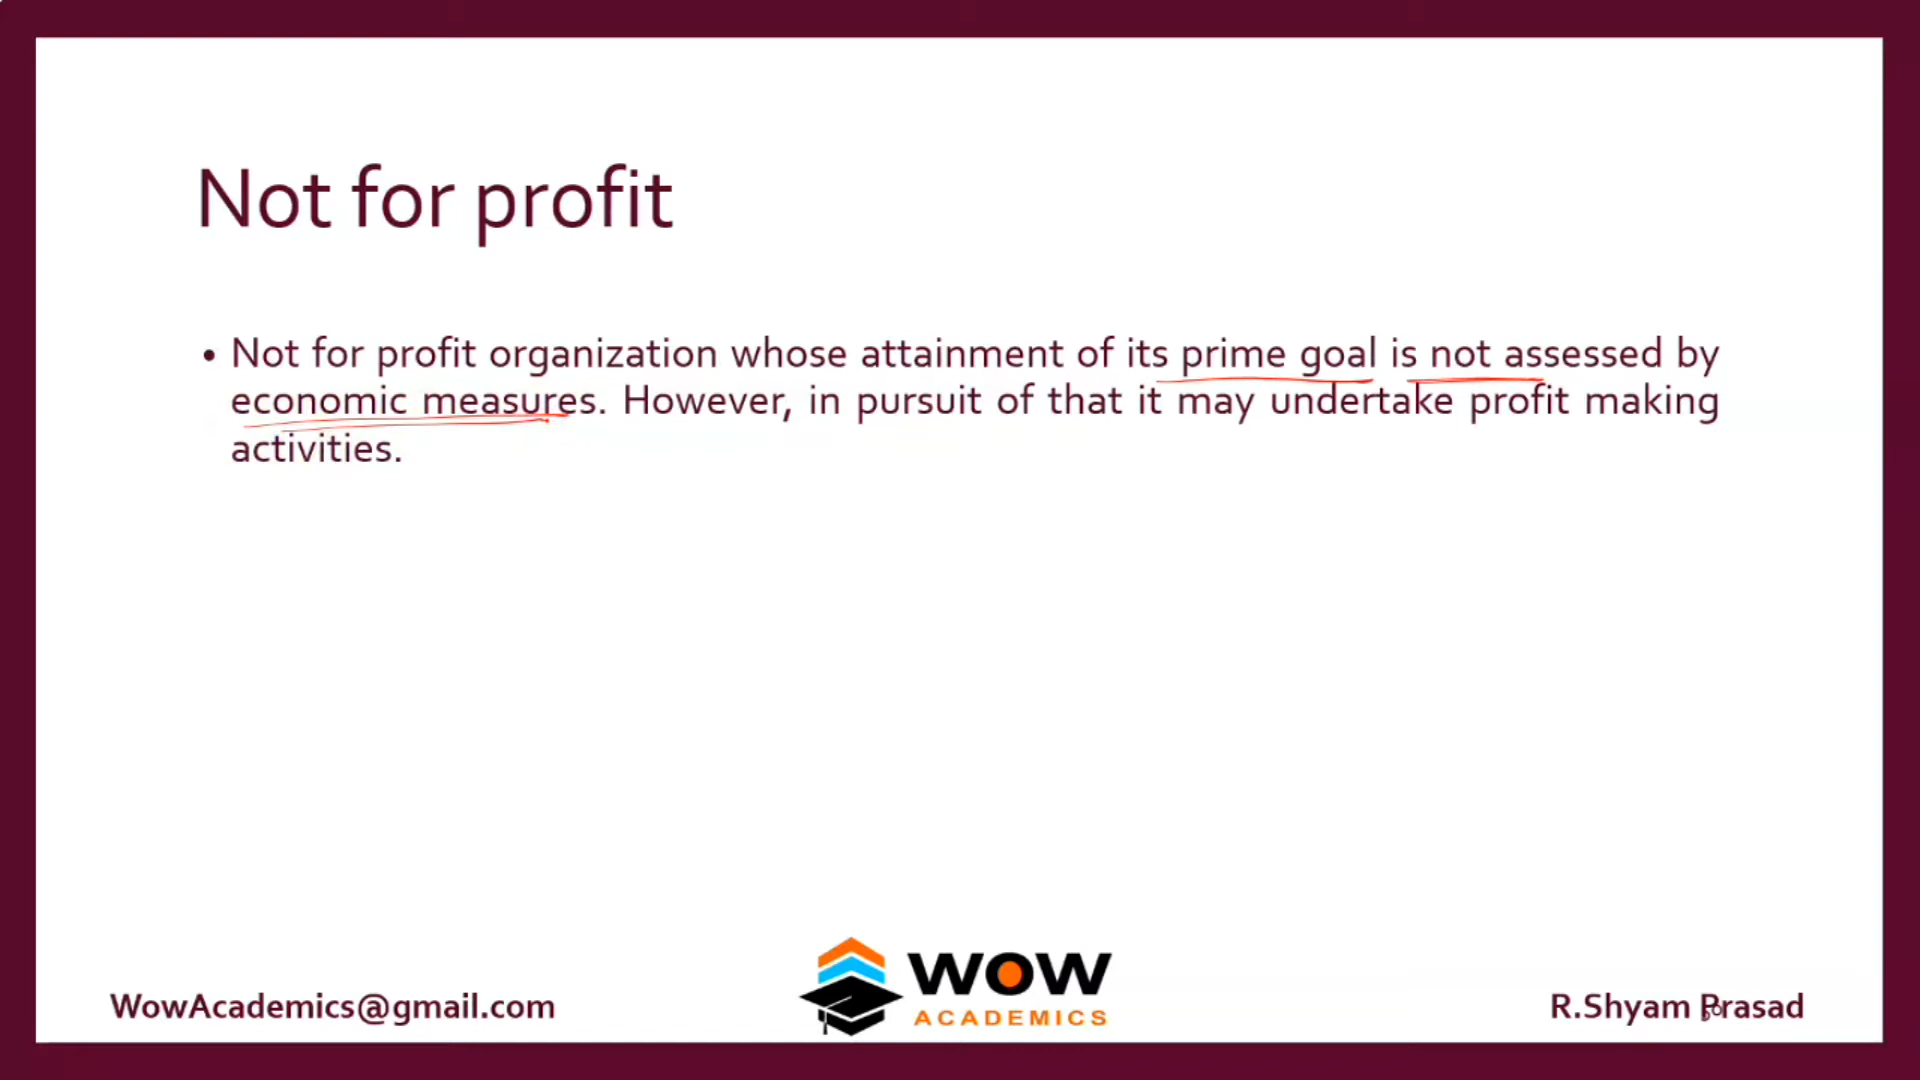 Not for profit
• Not for profit organization whose attainment of its prime goal is not assessed by
economic measures. However, in pursuit of that it may undertake profit making
activities.
WowAcademics@gmail.com
WOW
ACADEMICS
R.Shyam Prasad